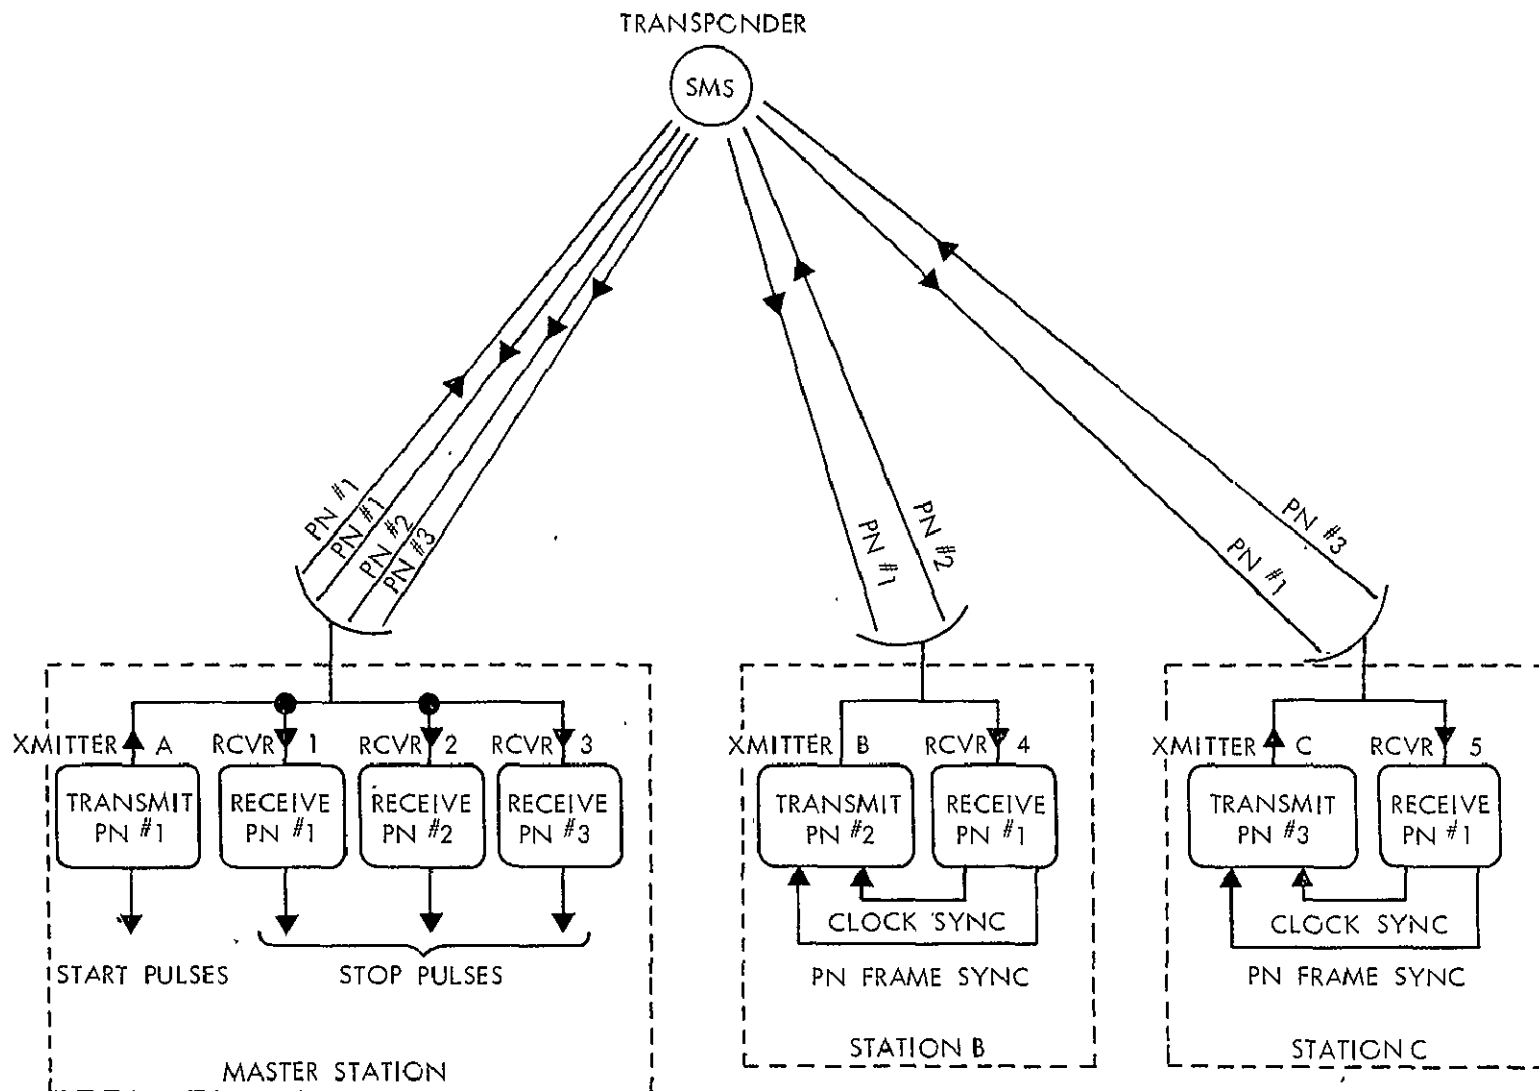 TRANSPONDER
SMS
PN #1
PN #1
PN #2
PN #3
PN #1
PN #2
PN #1
PN #3
XMITTER A
RCVR 1
RCVR 2
RCVR 3
XMITTER B
RCVR 4
XMITTER C
RCVR 5
TRANSMIT
PN #1
RECEIVE
PN #1
RECEIVE
PN #2
RECEIVE
PN #3
TRANSMIT
PN #2
RECEIVE
PN #1
TRANSMIT
PN #3
RECEIVE
PN #1
START PULSES
STOP PULSES
CLOCK SYNC
PN FRAME SYNC
CLOCK SYNC
PN FRAME SYNC
MASTER STATION
STATION B
STATION C